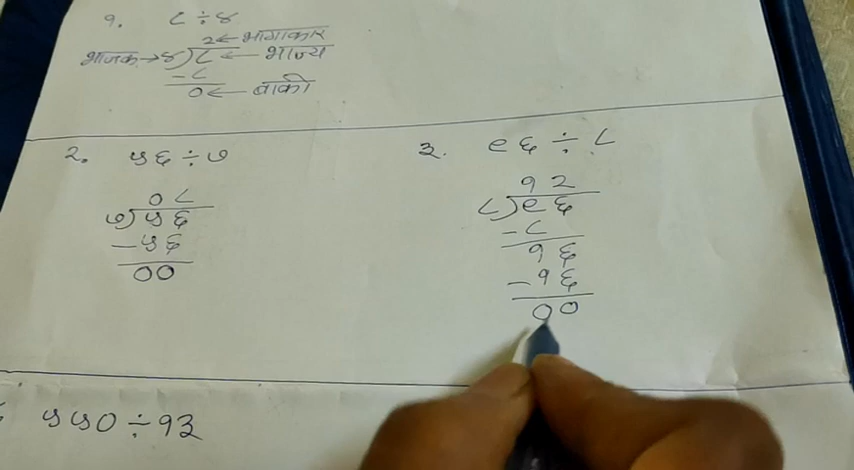 १. ८ ÷ ४
२ ← भागाकार
भाजक → ४) ८ ← भाज्य
- ८
० ← बाकी
२. ५६ ÷ ७
०८
७) ५६
- ५६
००
३. ९६ ÷ ८
१२
८) ९६
- ८
१६
- १६
००
५५० ÷ १३